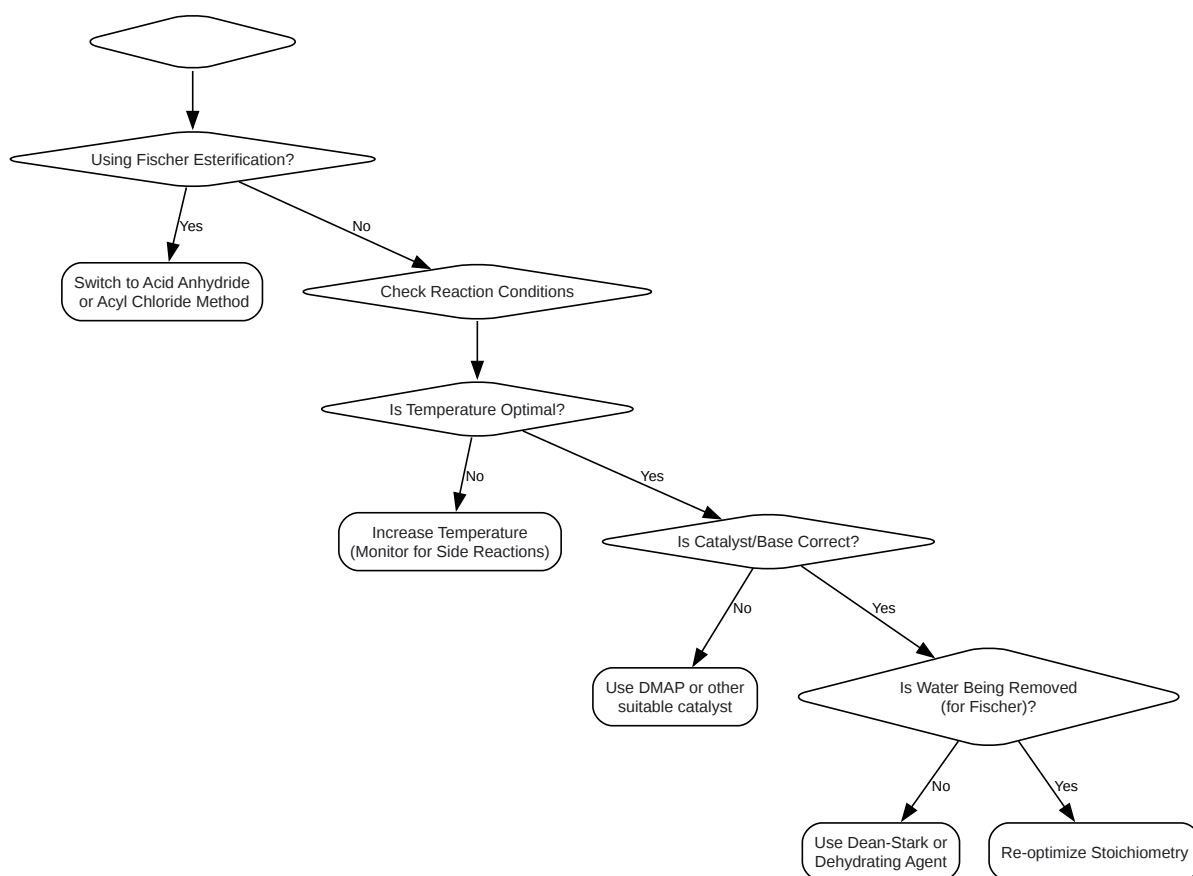 Using Fischer Esterification?
Yes
No
Switch to Acid Anhydride
or Acyl Chloride Method
Check Reaction Conditions
Is Temperature Optimal?
No
Yes
Increase Temperature
(Monitor for Side Reactions)
Is Catalyst/Base Correct?
No
Yes
Use DMAP or other
suitable catalyst
Is Water Being Removed
(for Fischer)?
No
Yes
Use Dean-Stark or
Dehydrating Agent
Re-optimize Stoichiometry